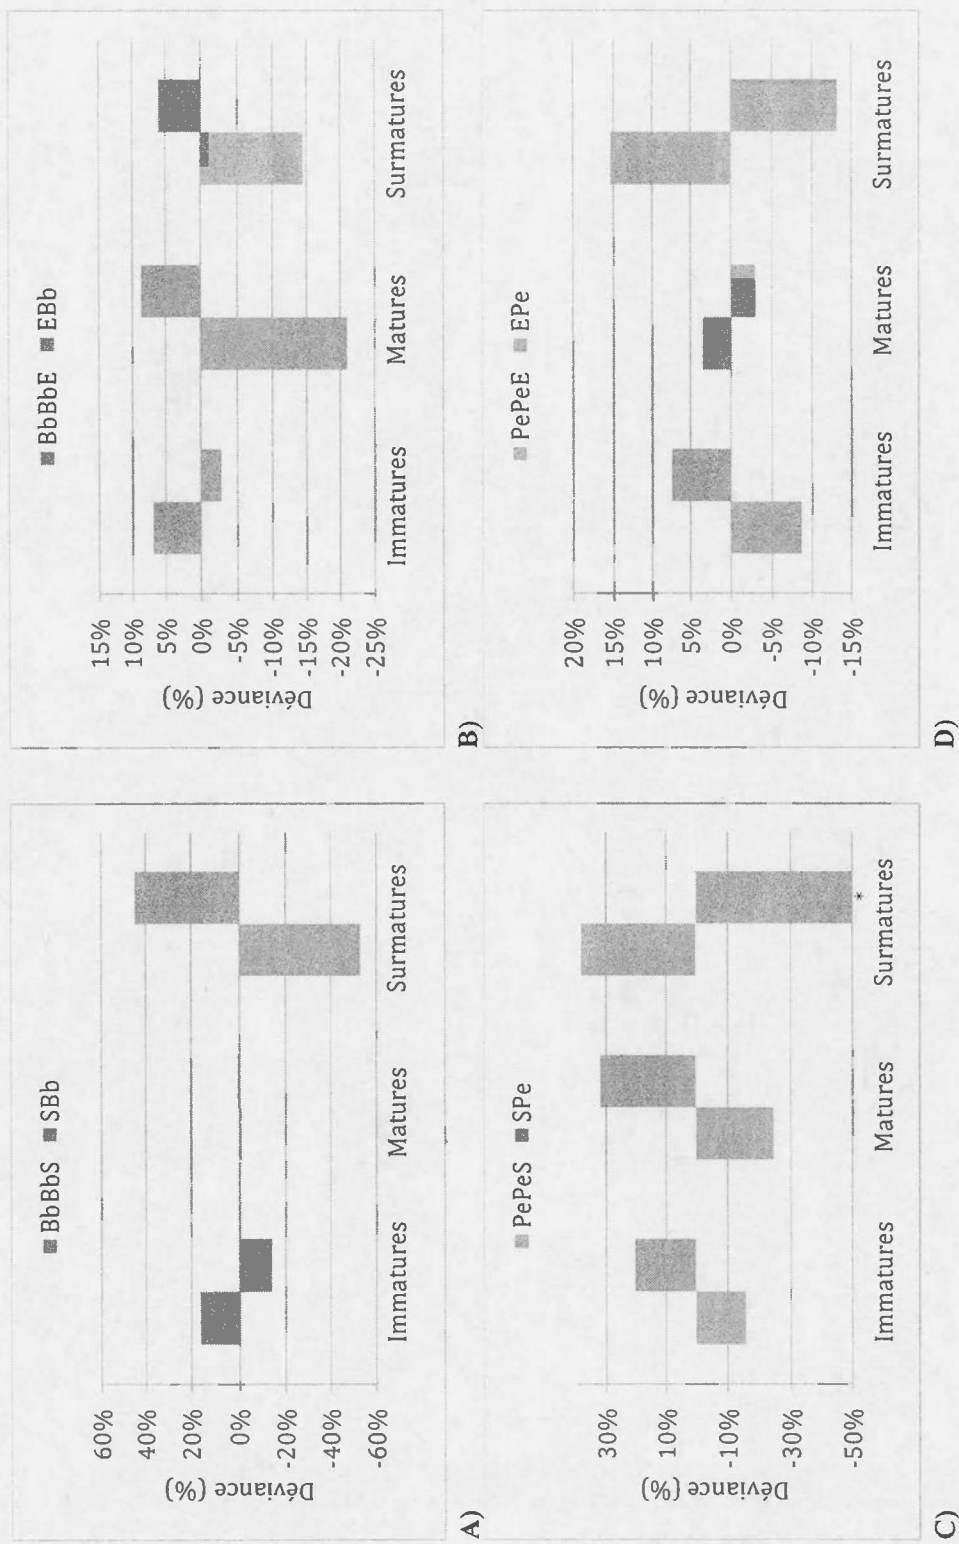 BbBbS SBb
60%
40%
20%
0%
-20%
-40%
-60%
Déviance (%)
Immatures Matures Surmatures
A)
BbBbE EBb
15%
10%
5%
0%
-5%
-10%
-15%
-20%
-25%
Déviance (%)
Immatures Matures Surmatures
B)
PePeS SPe
30%
10%
-10%
-30%
-50%
Déviance (%)
*
Immatures Matures Surmatures
C)
PePeE EPe
20%
15%
10%
5%
0%
-5%
-10%
-15%
Déviance (%)
Immatures Matures Surmatures
D)